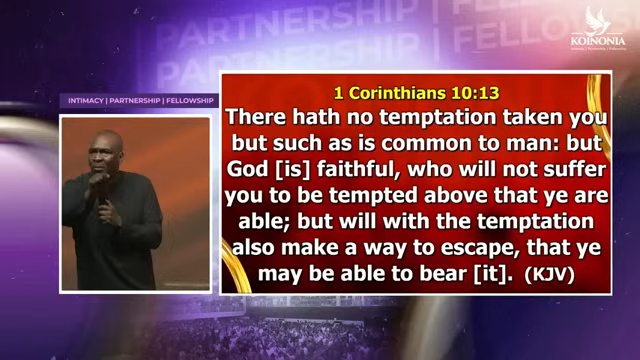 PARTNERSHIP | FELLOWSHIP
PARTNERSHIP | FELLO
KOINONIA
INTIMACY | PARTNERSHIP | FELLOWSHIP
1 Corinthians 10:13
There hath no temptation taken you
but such as is common to man: but
God [is] faithful, who will not suffer
you to be tempted above that ye are
able; but will with the temptation
also make a way to escape, that ye
may be able to bear [it]. (KJV)